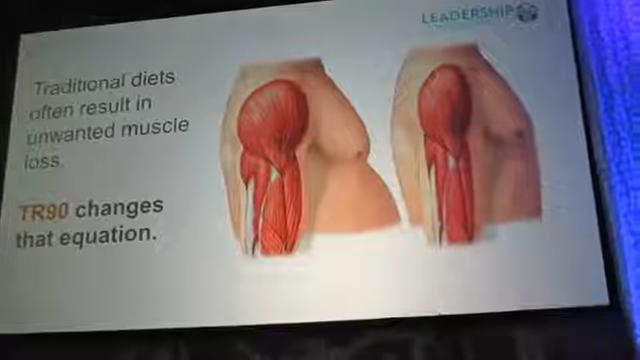 LEADERSHIP
Traditional diets
often result in
unwanted muscle
loss.
TR90 changes
that equation.